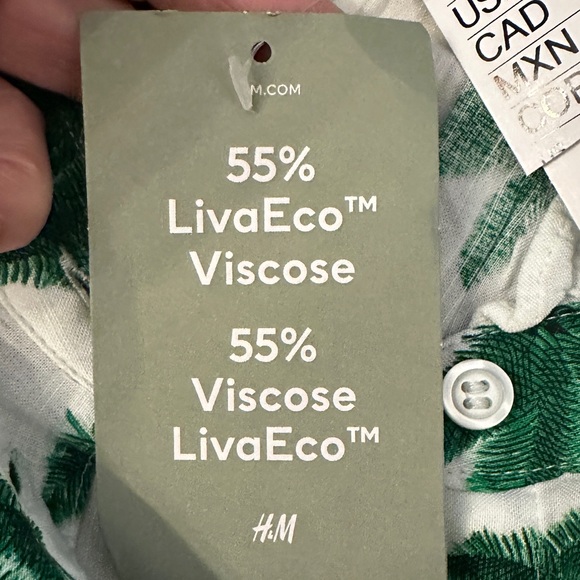 M.COM
55%
LivaEco™
Viscose
55%
Viscose
LivaEco™
H&M
US
CAD
MXN